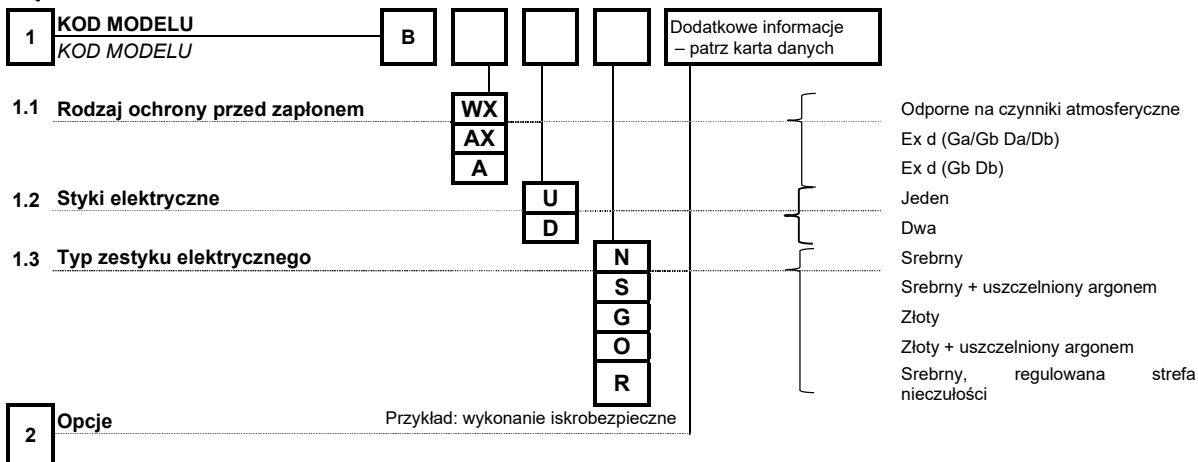 1 KOD MODELU B Dodatkowe informacje
KOD MODELU – patrz karta danych
1.1 Rodzaj ochrony przed zapłonem WX Odporne na czynniki atmosferyczne
AX Ex d (Ga/Gb Da/Db)
A Ex d (Gb Db)
1.2 Styki elektryczne U Jeden
D Dwa
1.3 Typ zestyku elektrycznego N Srebrny
S Srebrny + uszczelniony argonem
G Złoty
O Złoty + uszczelniony argonem
R Srebrny, regulowana strefa
nieczułości
2 Opcje Przykład: wykonanie iskrobezpieczne